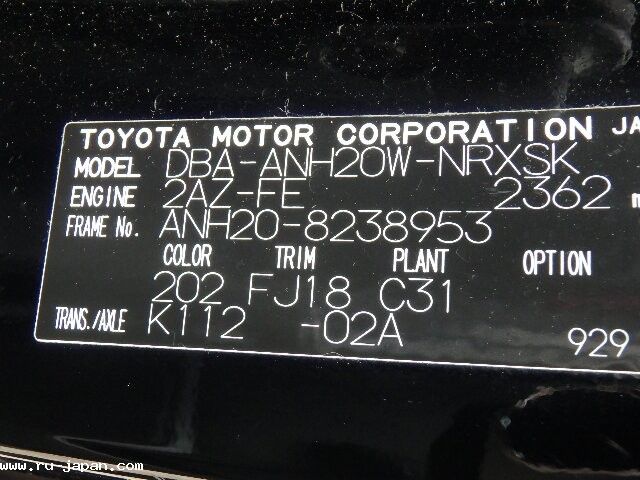 TOYOTA MOTOR CORPORATION JA
MODEL DBA-ANH20W-NRXSK
ENGINE 2AZ-FE 2362
FRAME No. ANH20-8238953
COLOR TRIM PLANT OPTION
202 FJ18 C31
TRANS./AXLE K112 -02A
929
www.ru-japan.com